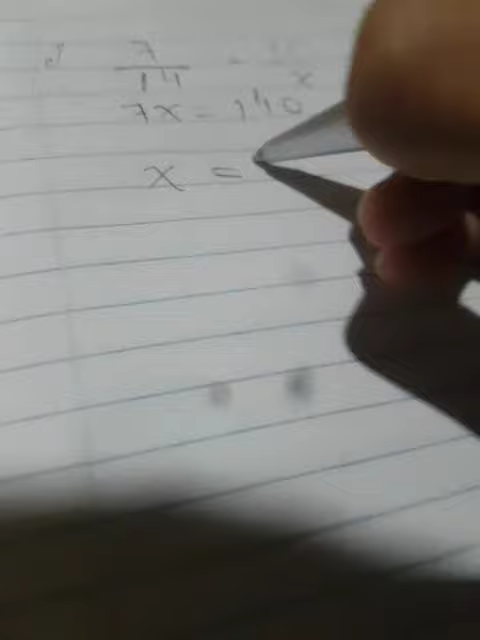 7/14 = /x
7x = 140
x =